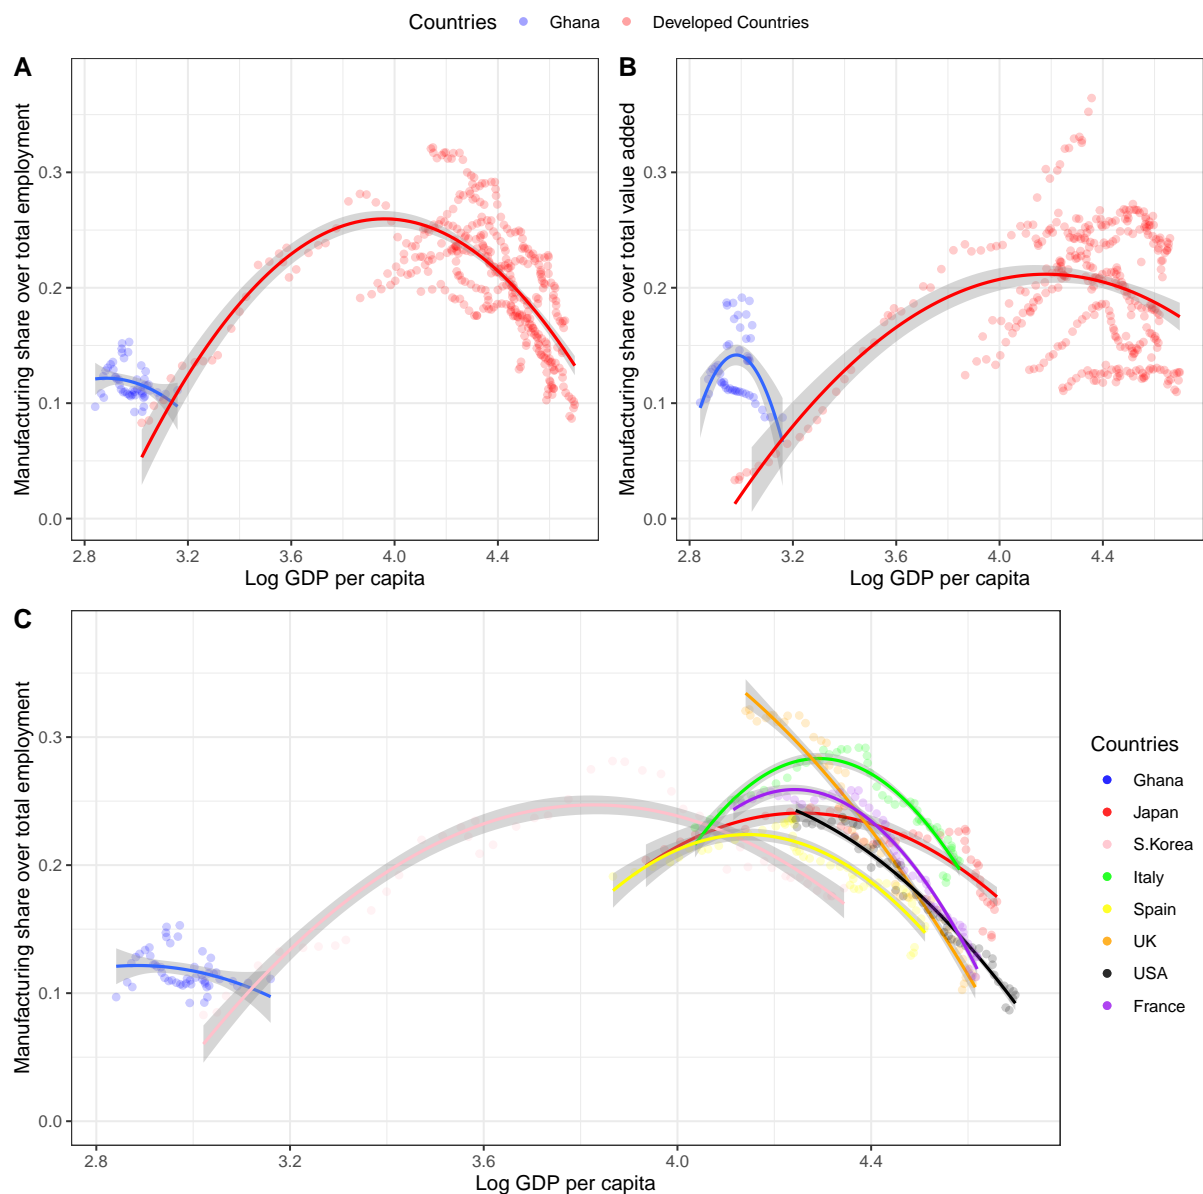 Countries Ghana Developed Countries
A
Manufacturing share over total employment
0.3
0.2
0.1
0.0
2.8 3.2 3.6 4.0 4.4
Log GDP per capita
B
Manufacturing share over total value added
0.3
0.2
0.1
0.0
2.8 3.2 3.6 4.0 4.4
Log GDP per capita
C
Manufacturing share over total employment
0.3
0.2
0.1
0.0
2.8 3.2 3.6 4.0 4.4
Log GDP per capita
Countries
Ghana
Japan
S.Korea
Italy
Spain
UK
USA
France